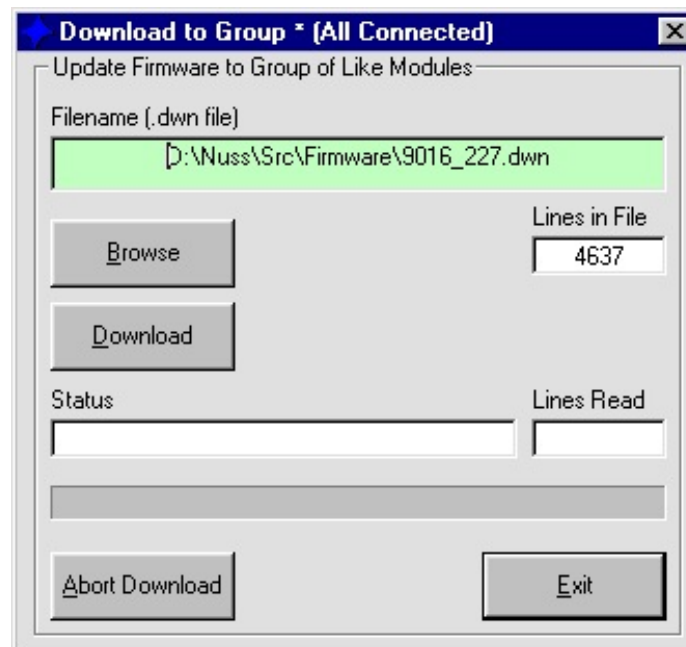 Download to Group * (All Connected)
Update Firmware to Group of Like Modules
Filename (.dwn file)
D:\Nuss\Src\Firmware\9016_227.dwn
Lines in File
Browse
4637
Download
Status
Lines Read
Abort Download
Exit